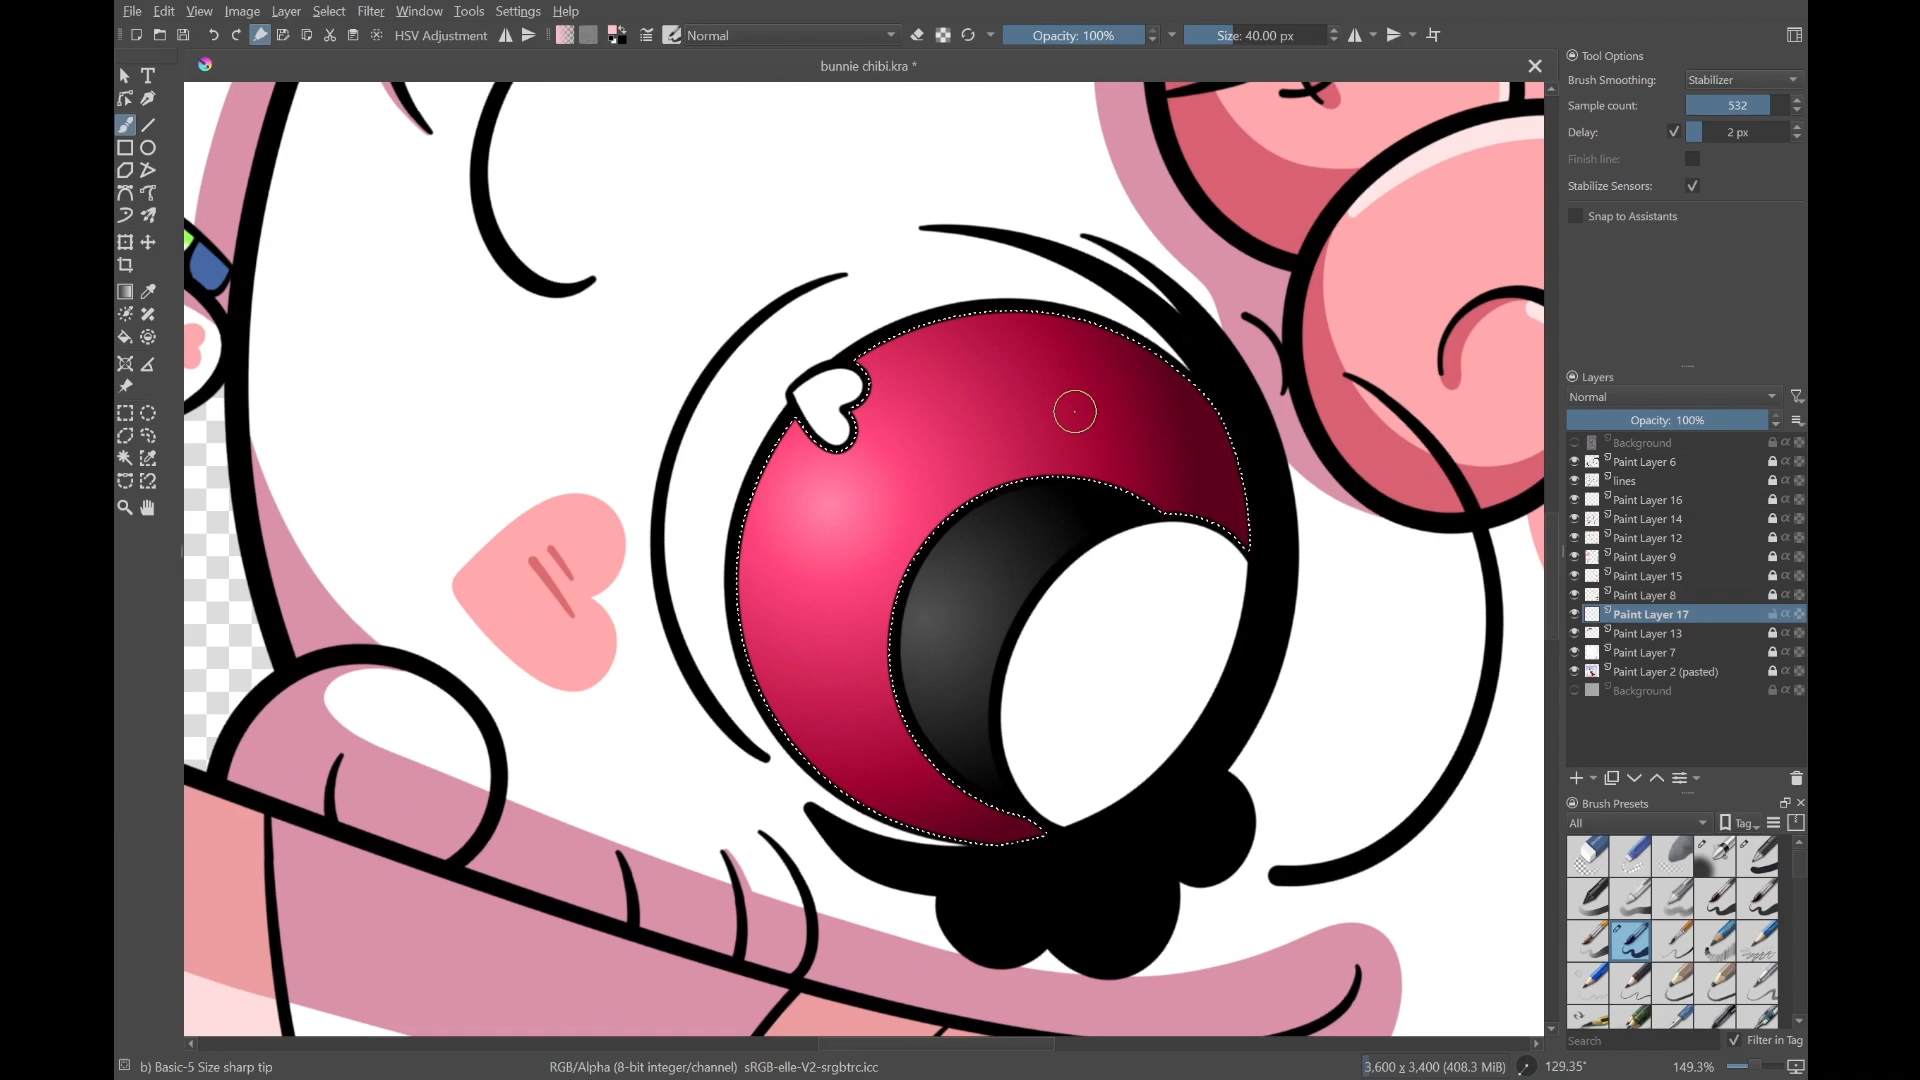 File Edit View Image Layer Select Filter Window Tools Settings Help
HSV Adjustment Normal Opacity: 100% Size: 40.00 px
bunnie chibi.kra *
Tool Options
Brush Smoothing: Stabilizer
Sample count: 532
Delay: 2 px
Finish line:
Stabilize Sensors:
Snap to Assistants
Layers
Normal
Opacity: 100%
Background
Paint Layer 6
lines
Paint Layer 16
Paint Layer 14
Paint Layer 12
Paint Layer 9
Paint Layer 15
Paint Layer 8
Paint Layer 17
Paint Layer 13
Paint Layer 7
Paint Layer 2 (pasted)
Background
Brush Presets
All Tag
Search Filter in Tag
b) Basic-5 Size sharp tip RGB/Alpha (8-bit integer/channel) sRGB-elle-V2-srgbtrc.icc 3,600 x 3,400 (408.3 MiB) 129.35° 149.3%